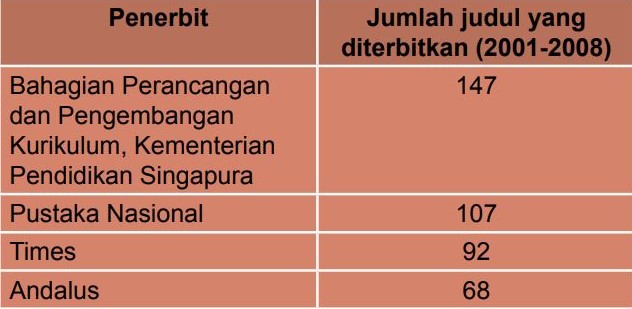 Penerbit
Jumlah judul yang
diterbitkan (2001-2008)
Bahagian Perancangan
dan Pengembangan
Kurikulum, Kementerian
Pendidikan Singapura
147
Pustaka Nasional
107
Times
92
Andalus
68